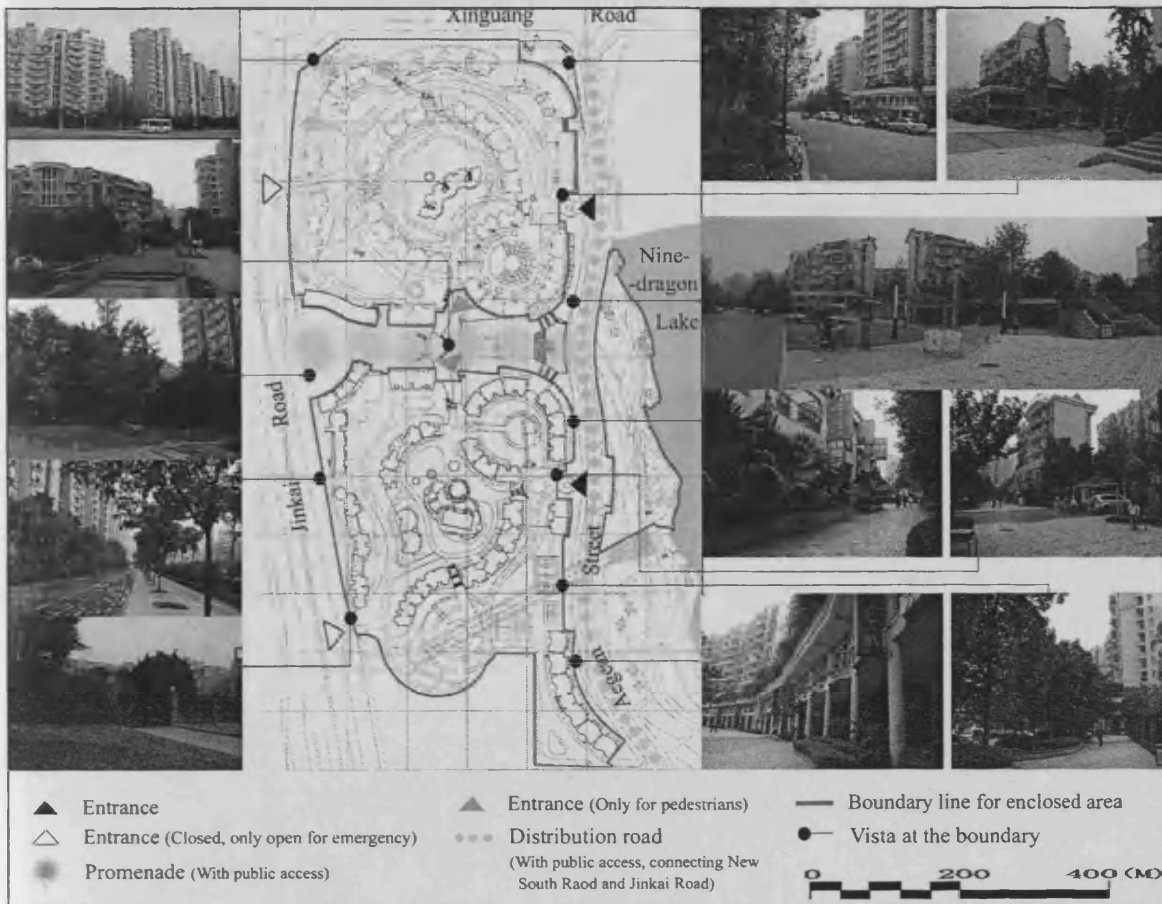 Xinguang Road
Nine-
-dragon
Lake
Road
Jinkai
Street
Aegean
Entrance
Entrance (Closed, only open for emergency)
Promenade (With public access)
Entrance (Only for pedestrians)
Distribution road
(With public access, connecting New
South Raod and Jinkai Road)
Boundary line for enclosed area
Vista at the boundary
0 200 400 (M)